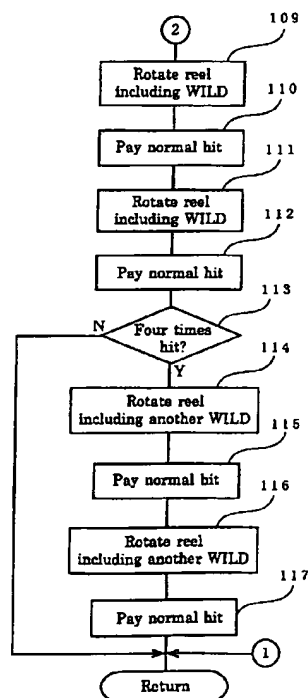 2
109
Rotate reel
including WILD
110
Pay normal hit
111
Rotate reel
including WILD
112
Pay normal hit
113
N
Four times
hit?
Y
114
Rotate reel
including another WILD
115
Pay normal hit
116
Rotate reel
including another WILD
117
Pay normal hit
1
Return